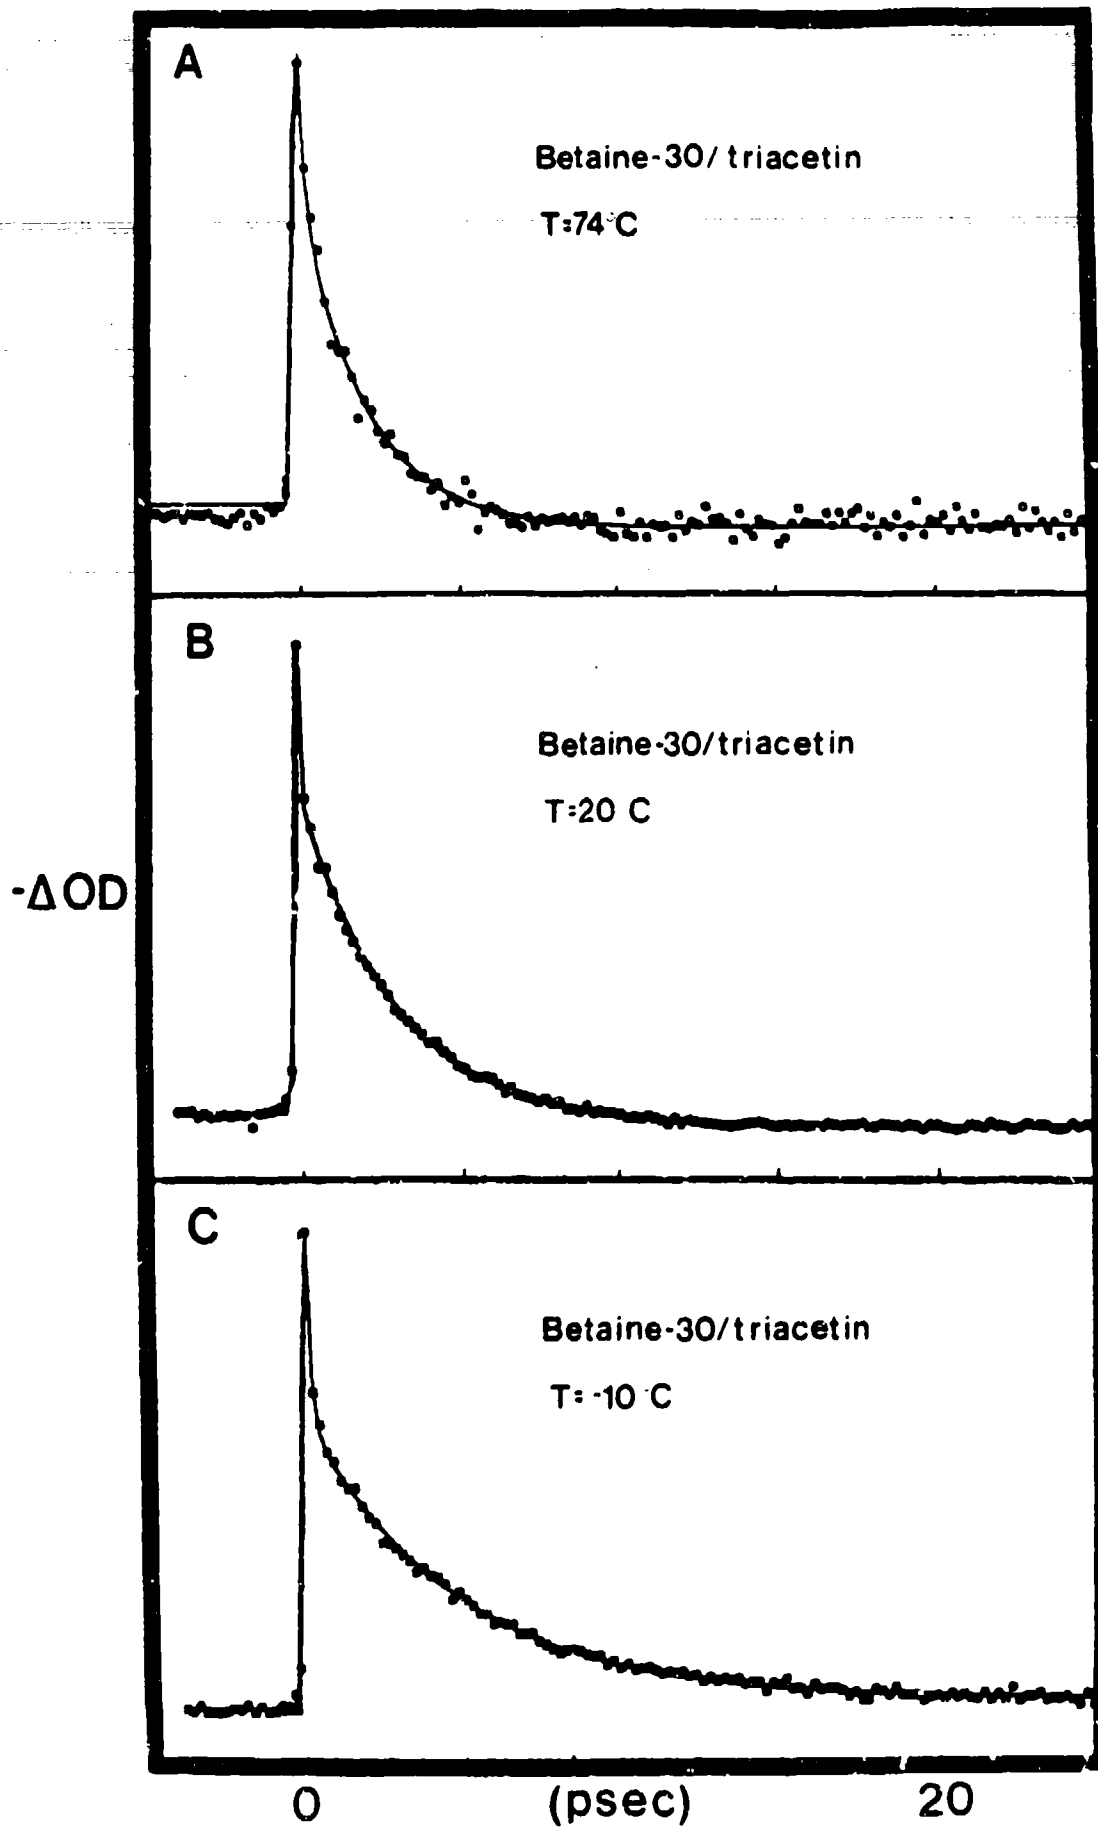 A
Betaine-30/triacetin
T=74°C
B
Betaine-30/triacetin
T=20 C
-ΔOD
C
Betaine-30/triacetin
T= -10 °C
0 (psec) 20